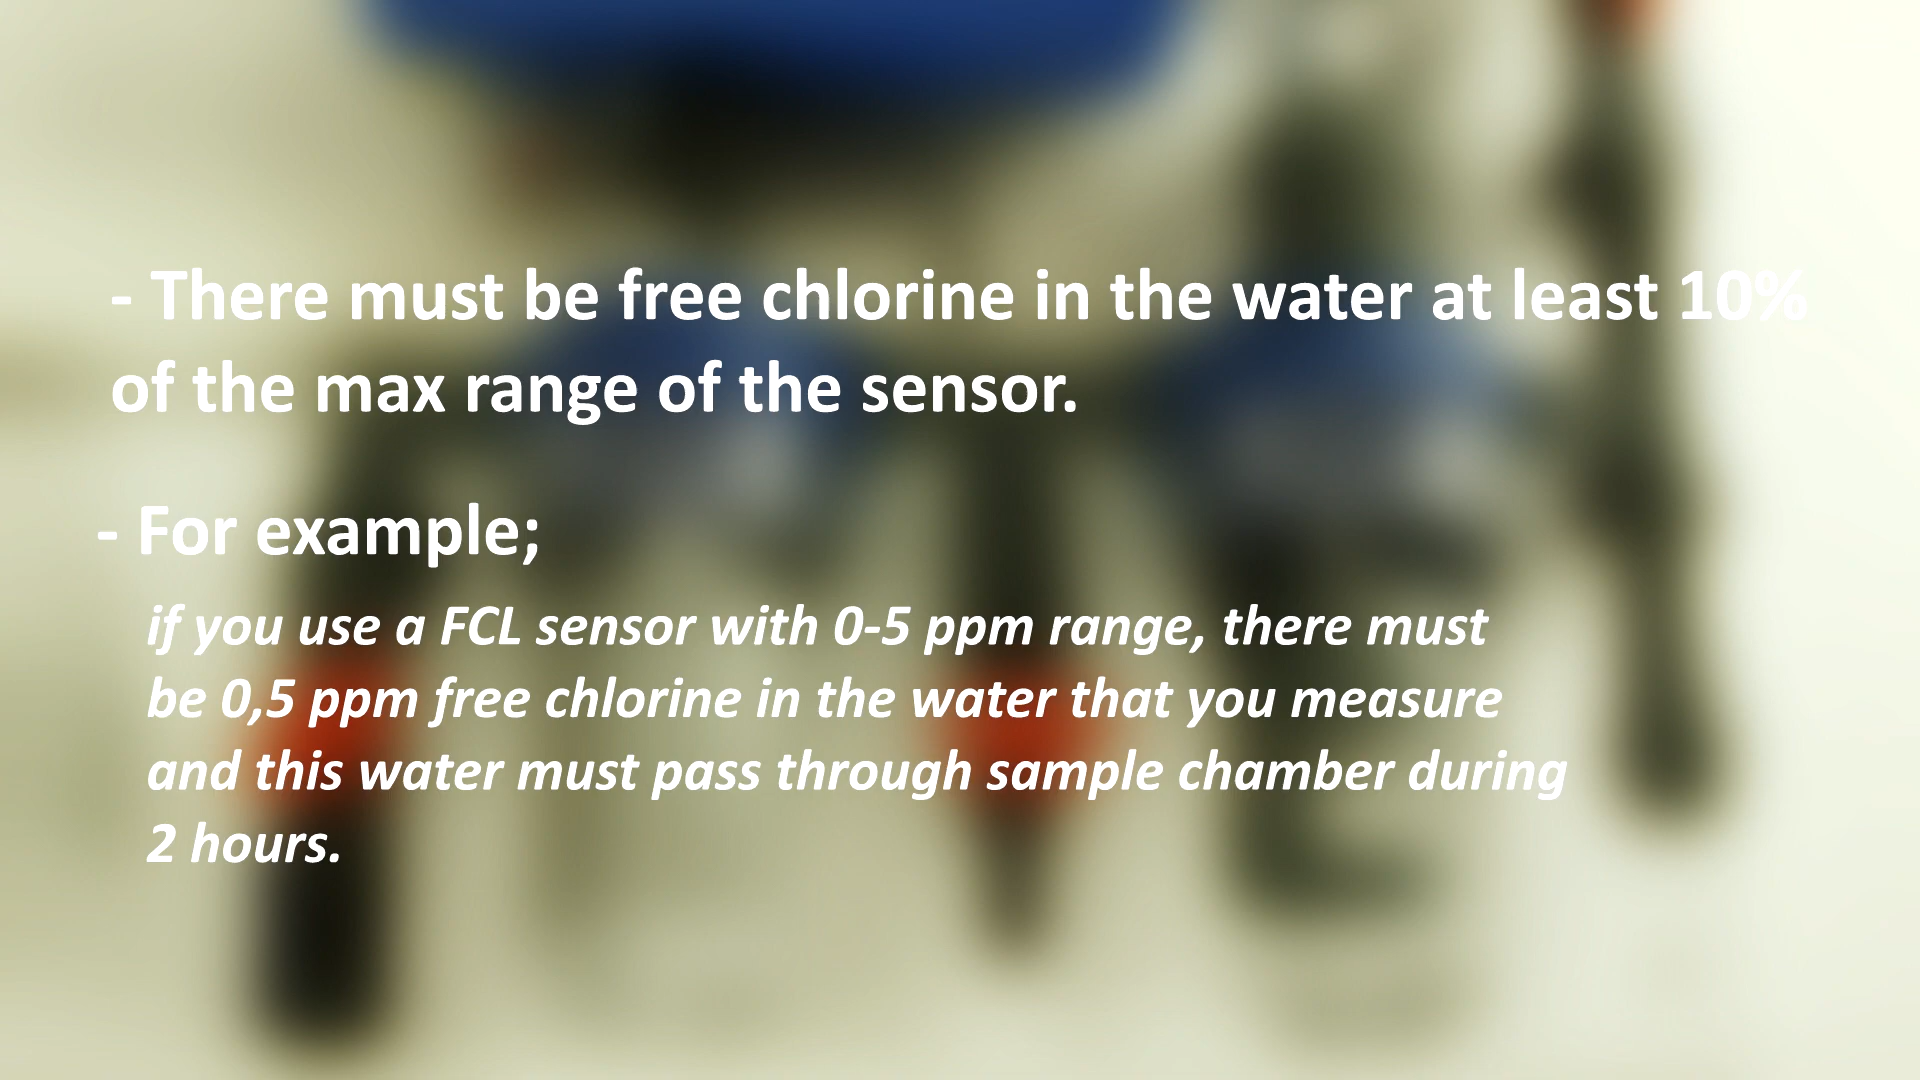 - There must be free chlorine in the water at least 10%
of the max range of the sensor.
- For example;
if you use a FCL sensor with 0-5 ppm range, there must
be 0,5 ppm free chlorine in the water that you measure
and this water must pass through sample chamber during
2 hours.